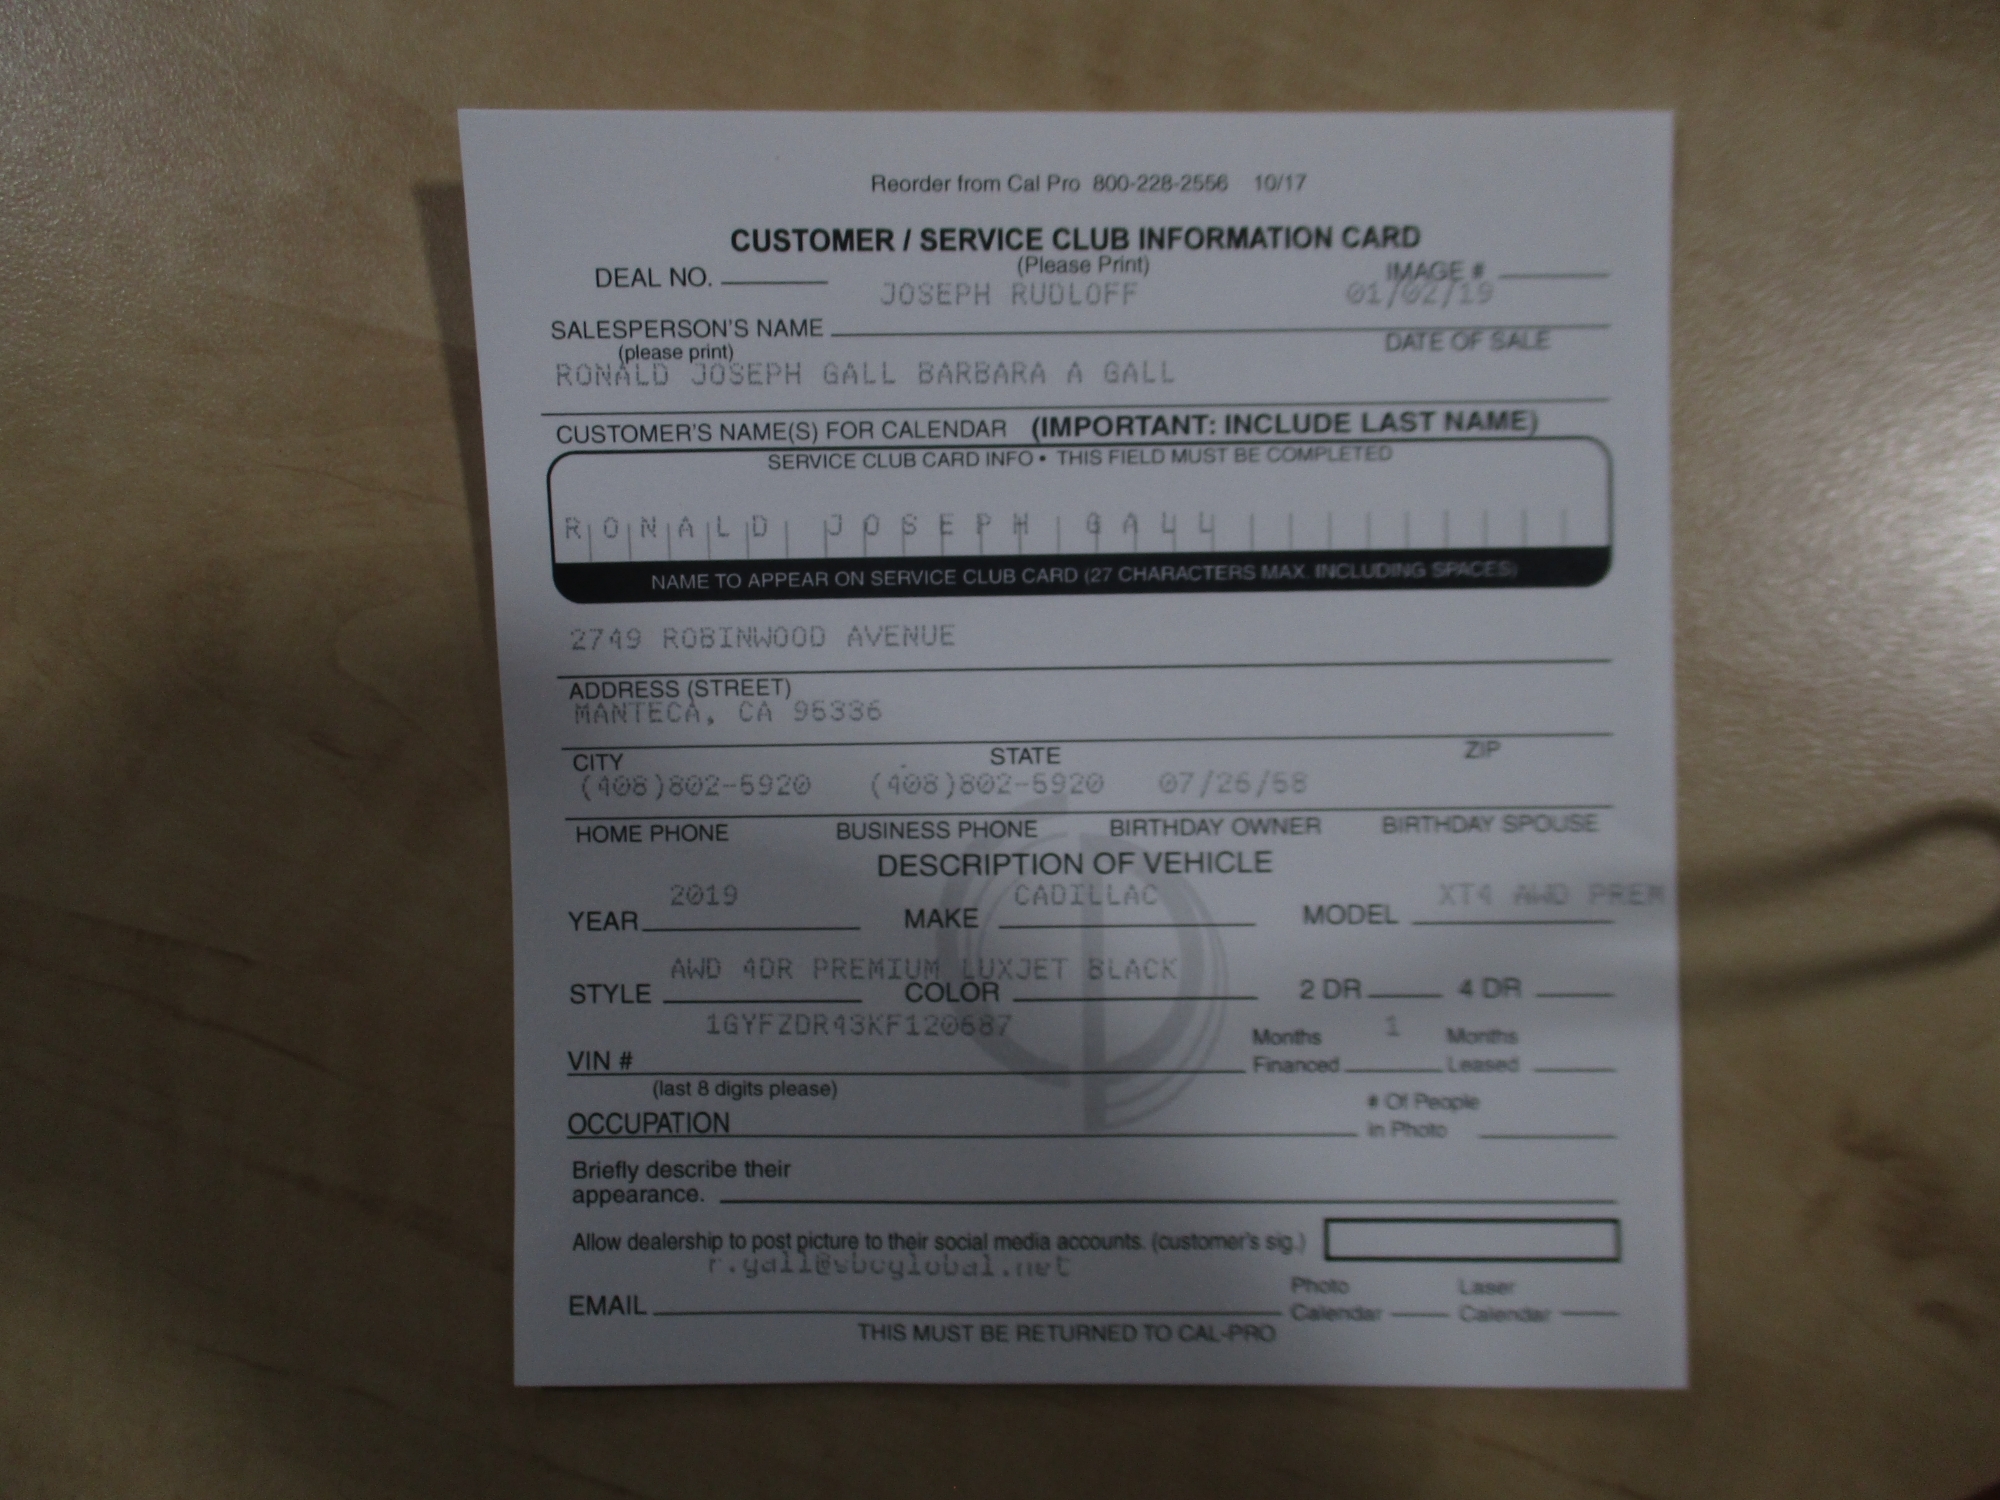 Reorder from Cal Pro 800-228-2556 10/17
CUSTOMER / SERVICE CLUB INFORMATION CARD
(Please Print)
DEAL NO. IMAGE #
JOSEPH RUDLOFF 01/02/19
SALESPERSON'S NAME DATE OF SALE
(please print)
RONALD JOSEPH GALL BARBARA A GALL
CUSTOMER'S NAME(S) FOR CALENDAR (IMPORTANT: INCLUDE LAST NAME)
SERVICE CLUB CARD INFO • THIS FIELD MUST BE COMPLETED
RONALD JOSEPH GALL
NAME TO APPEAR ON SERVICE CLUB CARD (27 CHARACTERS MAX. INCLUDING SPACES)
2749 ROBINWOOD AVENUE
ADDRESS (STREET)
MANTECA, CA 95336
CITY STATE ZIP
(408)802-5920 (408)802-5920 07/26/58
HOME PHONE BUSINESS PHONE BIRTHDAY OWNER BIRTHDAY SPOUSE
DESCRIPTION OF VEHICLE
2019 CADILLAC XT4 AWD PREM
YEAR MAKE MODEL
AWD 4DR PREMIUM LUXJET BLACK
STYLE COLOR 2 DR 4 DR
1GYFZDR43KF120687 1
VIN # Months Financed Months Leased
(last 8 digits please)
OCCUPATION # Of People in Photo
Briefly describe their
appearance.
Allow dealership to post picture to their social media accounts. (customer's sig.)
r.gall@sbcglobal.net
EMAIL Photo Calendar Laser Calendar
THIS MUST BE RETURNED TO CAL-PRO